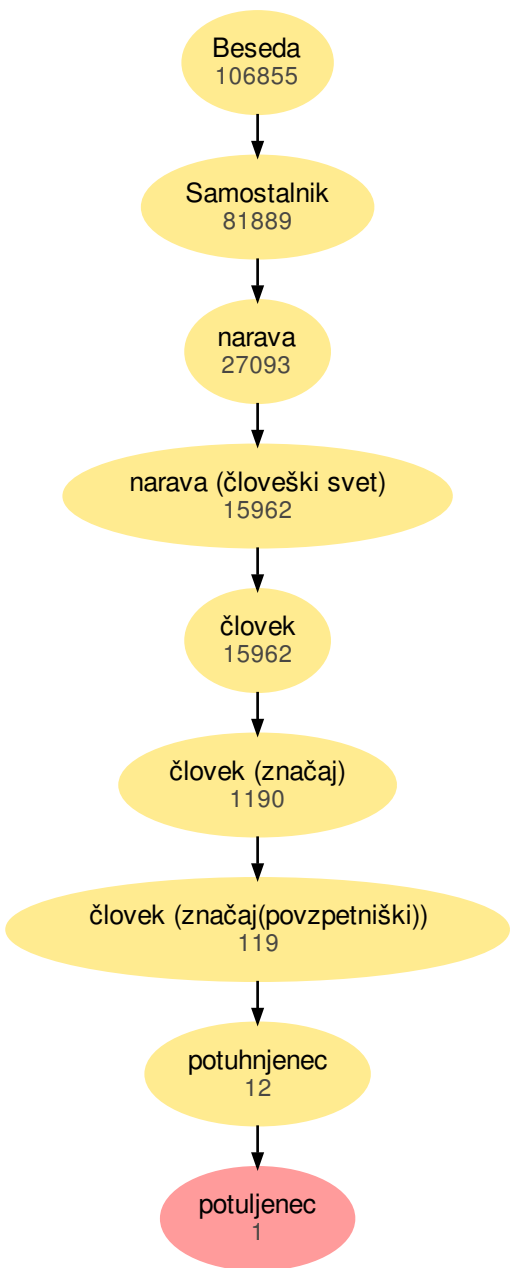 Beseda
106855
Samostalnik
81889
narava
27093
narava (človeški svet)
15962
človek
15962
človek (značaj)
1190
človek (značaj(povzpetniški))
119
potuhnjenec
12
potuljenec
1